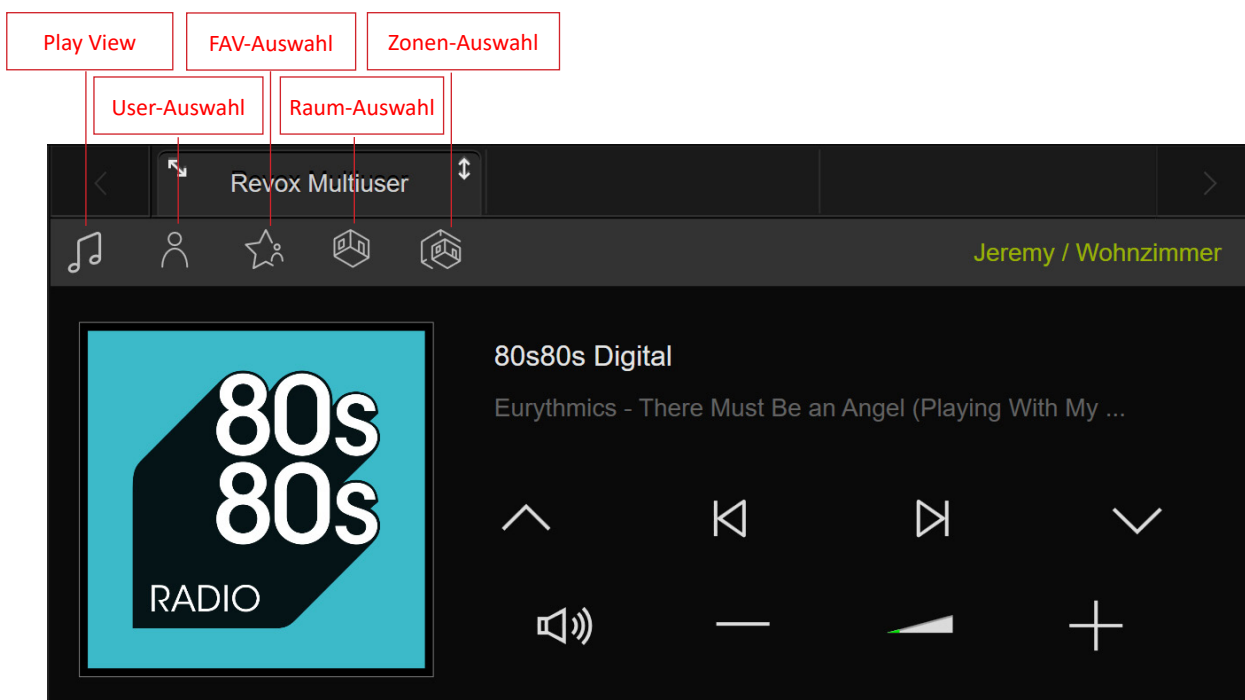 Play View
FAV-Auswahl
Zonen-Auswahl
User-Auswahl
Raum-Auswahl
Revox Multiuser
Jeremy / Wohnzimmer
80s
80s
RADIO
80s80s Digital
Eurythmics - There Must Be an Angel (Playing With My ...